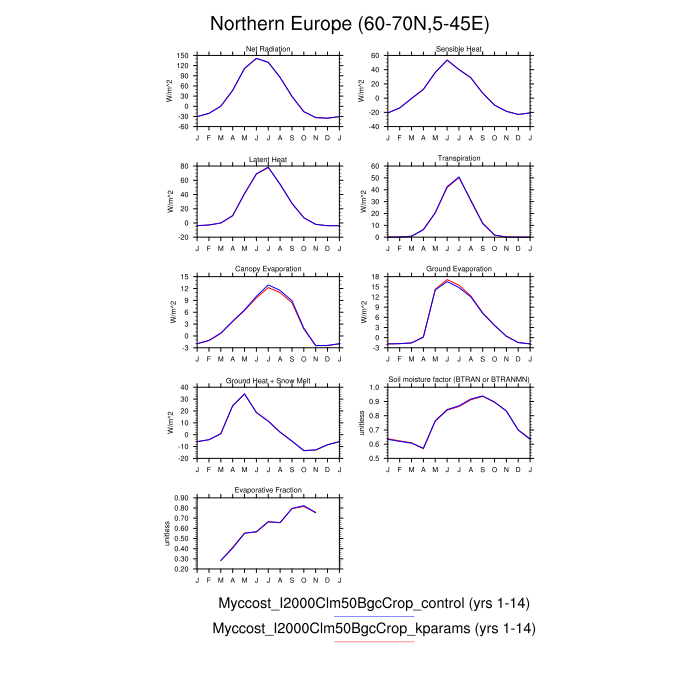 Northern Europe (60-70N,5-45E)
Net Radiation
Sensible Heat
W/m^2
150
120
90
60
30
0
-30
-60
J F M A M J J A S O N D J
W/m^2
60
40
20
0
-20
-40
J F M A M J J A S O N D J
Latent Heat
Transpiration
W/m^2
80
60
40
20
0
-20
J F M A M J J A S O N D J
W/m^2
60
50
40
30
20
10
0
J F M A M J J A S O N D J
Canopy Evaporation
Ground Evaporation
W/m^2
15
12
9
6
3
0
-3
J F M A M J J A S O N D J
W/m^2
18
15
12
9
6
3
0
-3
J F M A M J J A S O N D J
Ground Heat + Snow Melt
Soil moisture factor (BTRAN or BTRANMN)
W/m^2
40
30
20
10
0
-10
-20
J F M A M J J A S O N D J
unitless
1.0
0.9
0.8
0.7
0.6
0.5
J F M A M J J A S O N D J
Evaporative Fraction
unitless
0.90
0.80
0.70
0.60
0.50
0.40
0.30
0.20
J F M A M J J A S O N D J
Myccost_I2000Clm50BgcCrop_control (yrs 1-14)
Myccost_I2000Clm50BgcCrop_kparams (yrs 1-14)